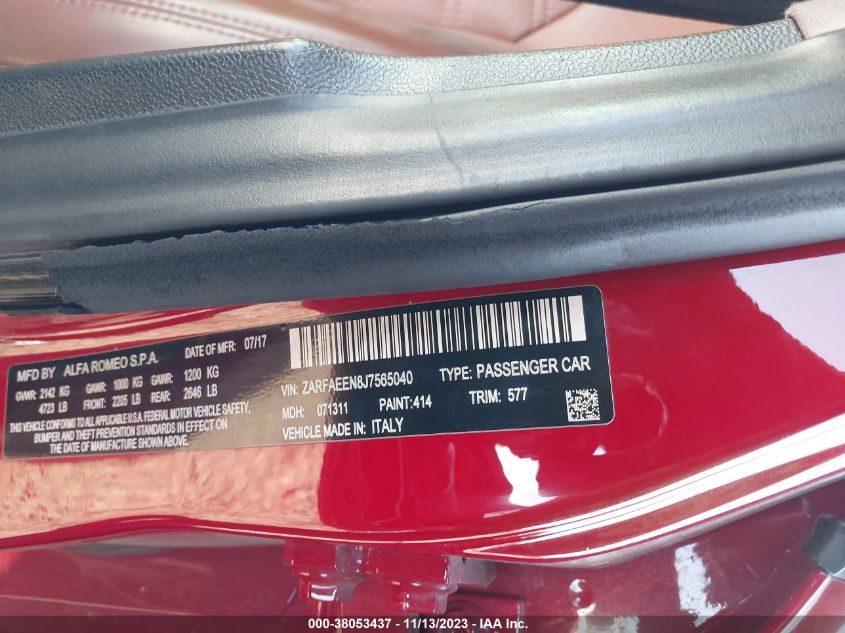 MFD BY ALFA ROMEO S.P.A. DATE OF MFR: 07/17
GVWR: 2142 KG GAWR: 1000 KG GAWR: 1200 KG
4723 LB FRONT: 2205 LB REAR: 2646 LB
THIS VEHICLE CONFORMS TO ALL APPLICABLE U.S.A. FEDERAL MOTOR VEHICLE SAFETY,
BUMPER AND THEFT PREVENTION STANDARDS IN EFFECT ON
THE DATE OF MANUFACTURE SHOWN ABOVE.
VIN: ZARFAEEN8J7565040 TYPE: PASSENGER CAR
MDH: 071311 PAINT:414 TRIM: 577
VEHICLE MADE IN: ITALY
000-38053437 - 11/13/2023 - IAA Inc.